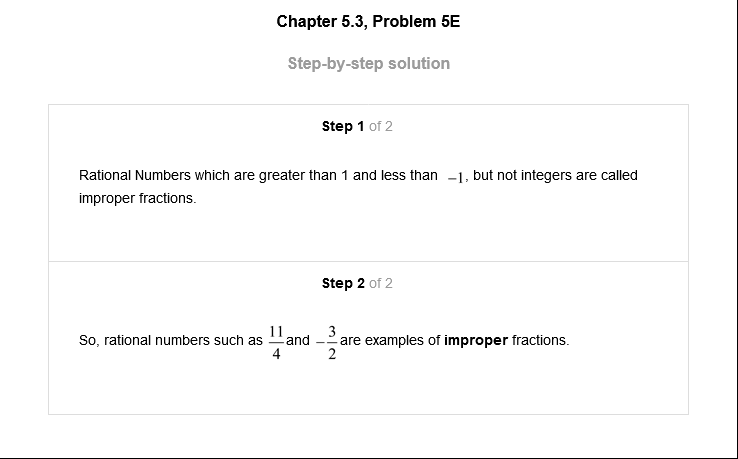 Chapter 5.3, Problem 5E
Step-by-step solution
Step 1 of 2
Rational Numbers which are greater than 1 and less than −1, but not integers are called
improper fractions.
Step 2 of 2
So, rational numbers such as 11/4 and −3/2 are examples of improper fractions.